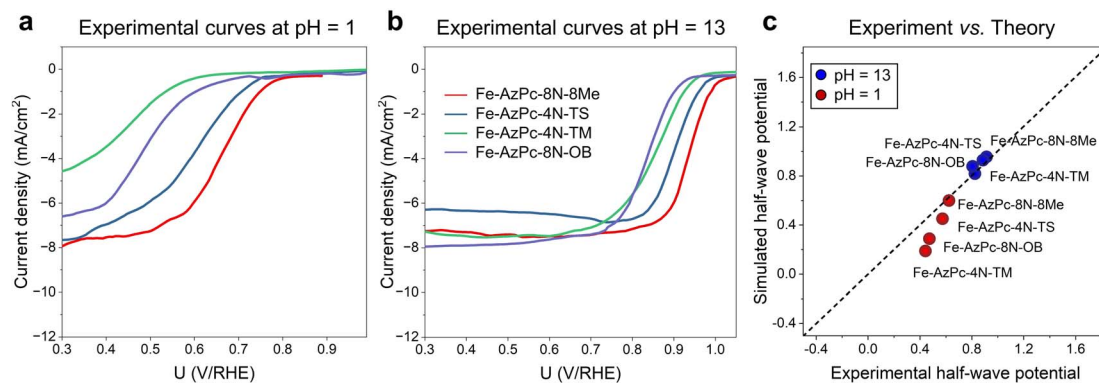 a
Experimental curves at pH = 1
Current density (mA/cm²)
0
−2
−4
−6
−8
−10
−12
0.3
0.4
0.5
0.6
0.7
0.8
0.9
U (V/RHE)
b
Experimental curves at pH = 13
Current density (mA/cm²)
0
−2
−4
−6
−8
−10
−12
Fe-AzPc-8N-8Me
Fe-AzPc-4N-TS
Fe-AzPc-4N-TM
Fe-AzPc-8N-OB
0.3
0.4
0.5
0.6
0.7
0.8
0.9
1.0
U (V/RHE)
c
Experiment vs. Theory
Simulated half-wave potential
1.6
1.2
0.8
0.4
0.0
-0.4
pH = 13
pH = 1
Fe-AzPc-4N-TS
Fe-AzPc-8N-8Me
Fe-AzPc-8N-OB
Fe-AzPc-4N-TM
Fe-AzPc-8N-8Me
Fe-AzPc-4N-TS
Fe-AzPc-8N-OB
Fe-AzPc-4N-TM
-0.4
0.0
0.4
0.8
1.2
1.6
Experimental half-wave potential